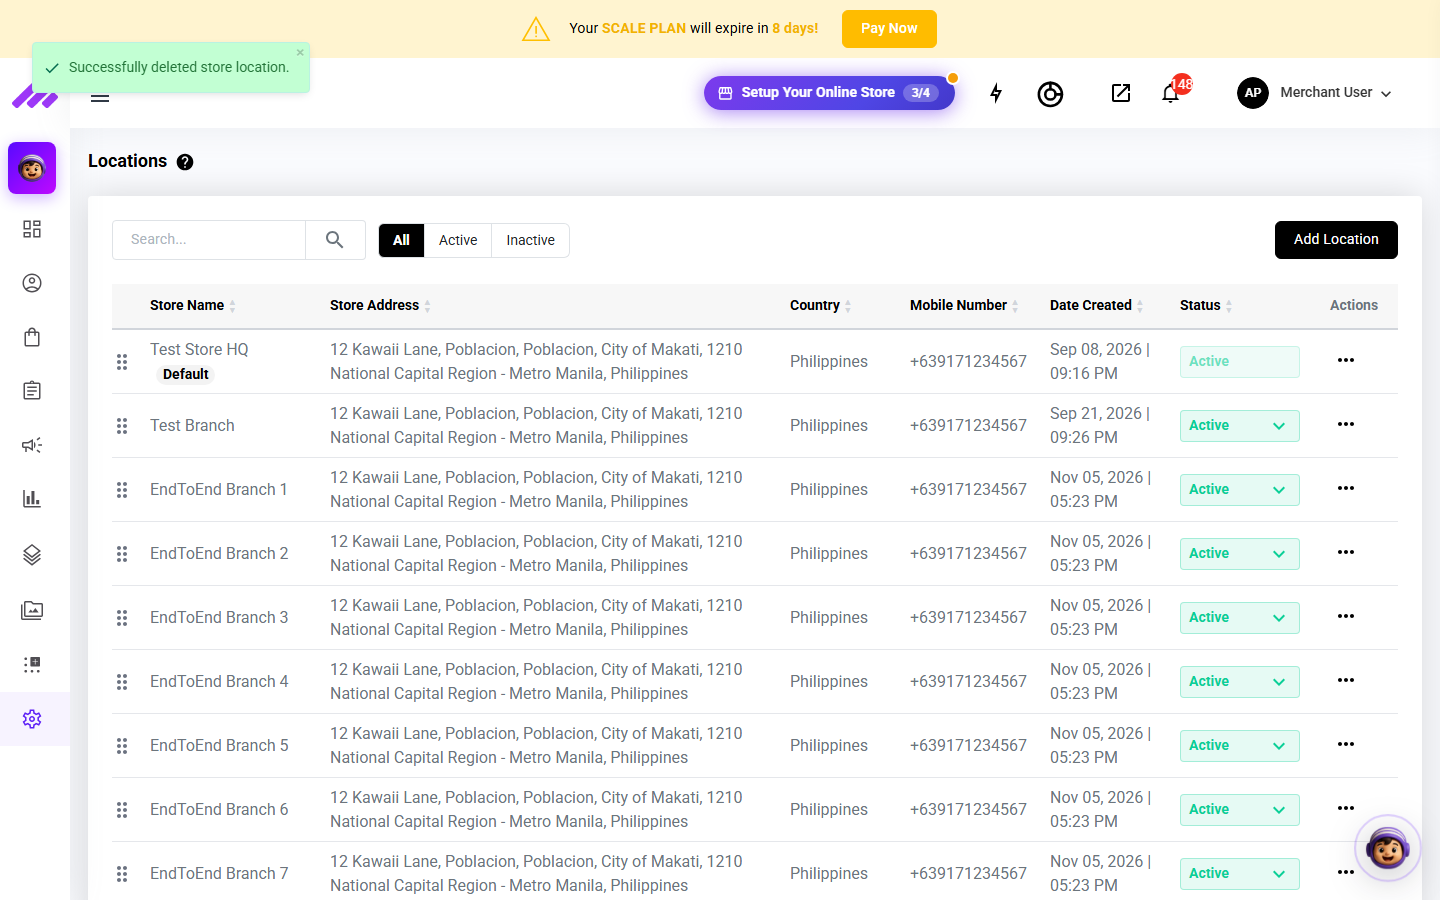 Your SCALE PLAN will expire in 8 days!
Pay Now
Successfully deleted store location.
×
Setup Your Online Store 3/4
148
AP
Merchant User
Locations
?
Search...
All
Active
Inactive
Add Location
Store Name
Store Address
Country
Mobile Number
Date Created
Status
Actions
Test Store HQ
Default
12 Kawaii Lane, Poblacion, Poblacion, City of Makati, 1210
National Capital Region - Metro Manila, Philippines
Philippines
+639171234567
Sep 08, 2026 |
09:16 PM
Active
Test Branch
12 Kawaii Lane, Poblacion, Poblacion, City of Makati, 1210
National Capital Region - Metro Manila, Philippines
Philippines
+639171234567
Sep 21, 2026 |
09:26 PM
Active
EndToEnd Branch 1
12 Kawaii Lane, Poblacion, Poblacion, City of Makati, 1210
National Capital Region - Metro Manila, Philippines
Philippines
+639171234567
Nov 05, 2026 |
05:23 PM
Active
EndToEnd Branch 2
12 Kawaii Lane, Poblacion, Poblacion, City of Makati, 1210
National Capital Region - Metro Manila, Philippines
Philippines
+639171234567
Nov 05, 2026 |
05:23 PM
Active
EndToEnd Branch 3
12 Kawaii Lane, Poblacion, Poblacion, City of Makati, 1210
National Capital Region - Metro Manila, Philippines
Philippines
+639171234567
Nov 05, 2026 |
05:23 PM
Active
EndToEnd Branch 4
12 Kawaii Lane, Poblacion, Poblacion, City of Makati, 1210
National Capital Region - Metro Manila, Philippines
Philippines
+639171234567
Nov 05, 2026 |
05:23 PM
Active
EndToEnd Branch 5
12 Kawaii Lane, Poblacion, Poblacion, City of Makati, 1210
National Capital Region - Metro Manila, Philippines
Philippines
+639171234567
Nov 05, 2026 |
05:23 PM
Active
EndToEnd Branch 6
12 Kawaii Lane, Poblacion, Poblacion, City of Makati, 1210
National Capital Region - Metro Manila, Philippines
Philippines
+639171234567
Nov 05, 2026 |
05:23 PM
Active
EndToEnd Branch 7
12 Kawaii Lane, Poblacion, Poblacion, City of Makati, 1210
National Capital Region - Metro Manila, Philippines
Philippines
+639171234567
Nov 05, 2026 |
05:23 PM
Active